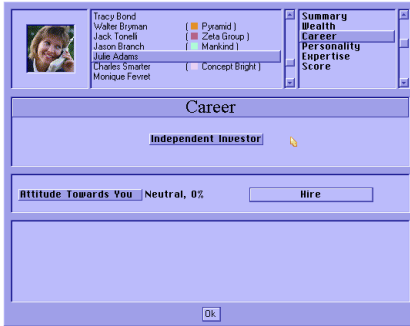 Tracy Bond
Walter Bryman ( Pyramid )
Jack Tonelli ( Zeta Group )
Jason Branch ( Mankind )
Julie Adams
Charles Smarter ( Concept Bright )
Monique Fevret
Summary
Wealth
Career
Personality
Expertise
Score
Career
Independent Investor
Attitude Towards You Neutral, 0% Hire
Ok